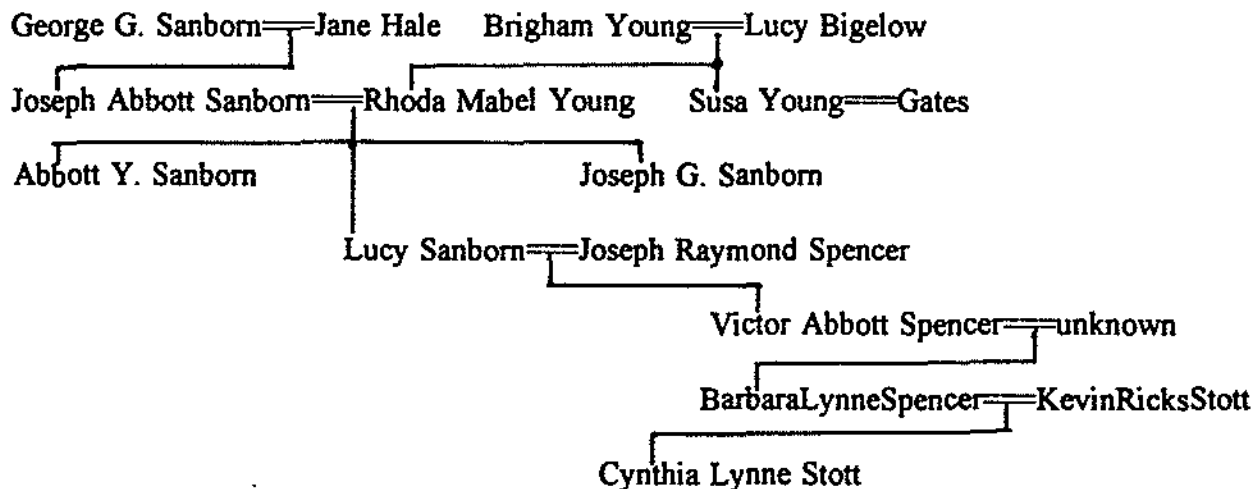 George G. Sanborn Jane Hale Brigham Young Lucy Bigelow
Joseph Abbott Sanborn Rhoda Mabel Young Susa Young Gates
Abbott Y. Sanborn Joseph G. Sanborn
Lucy Sanborn Joseph Raymond Spencer
Victor Abbott Spencer unknown
BarbaraLynneSpencer KevinRicksStott
Cynthia Lynne Stott